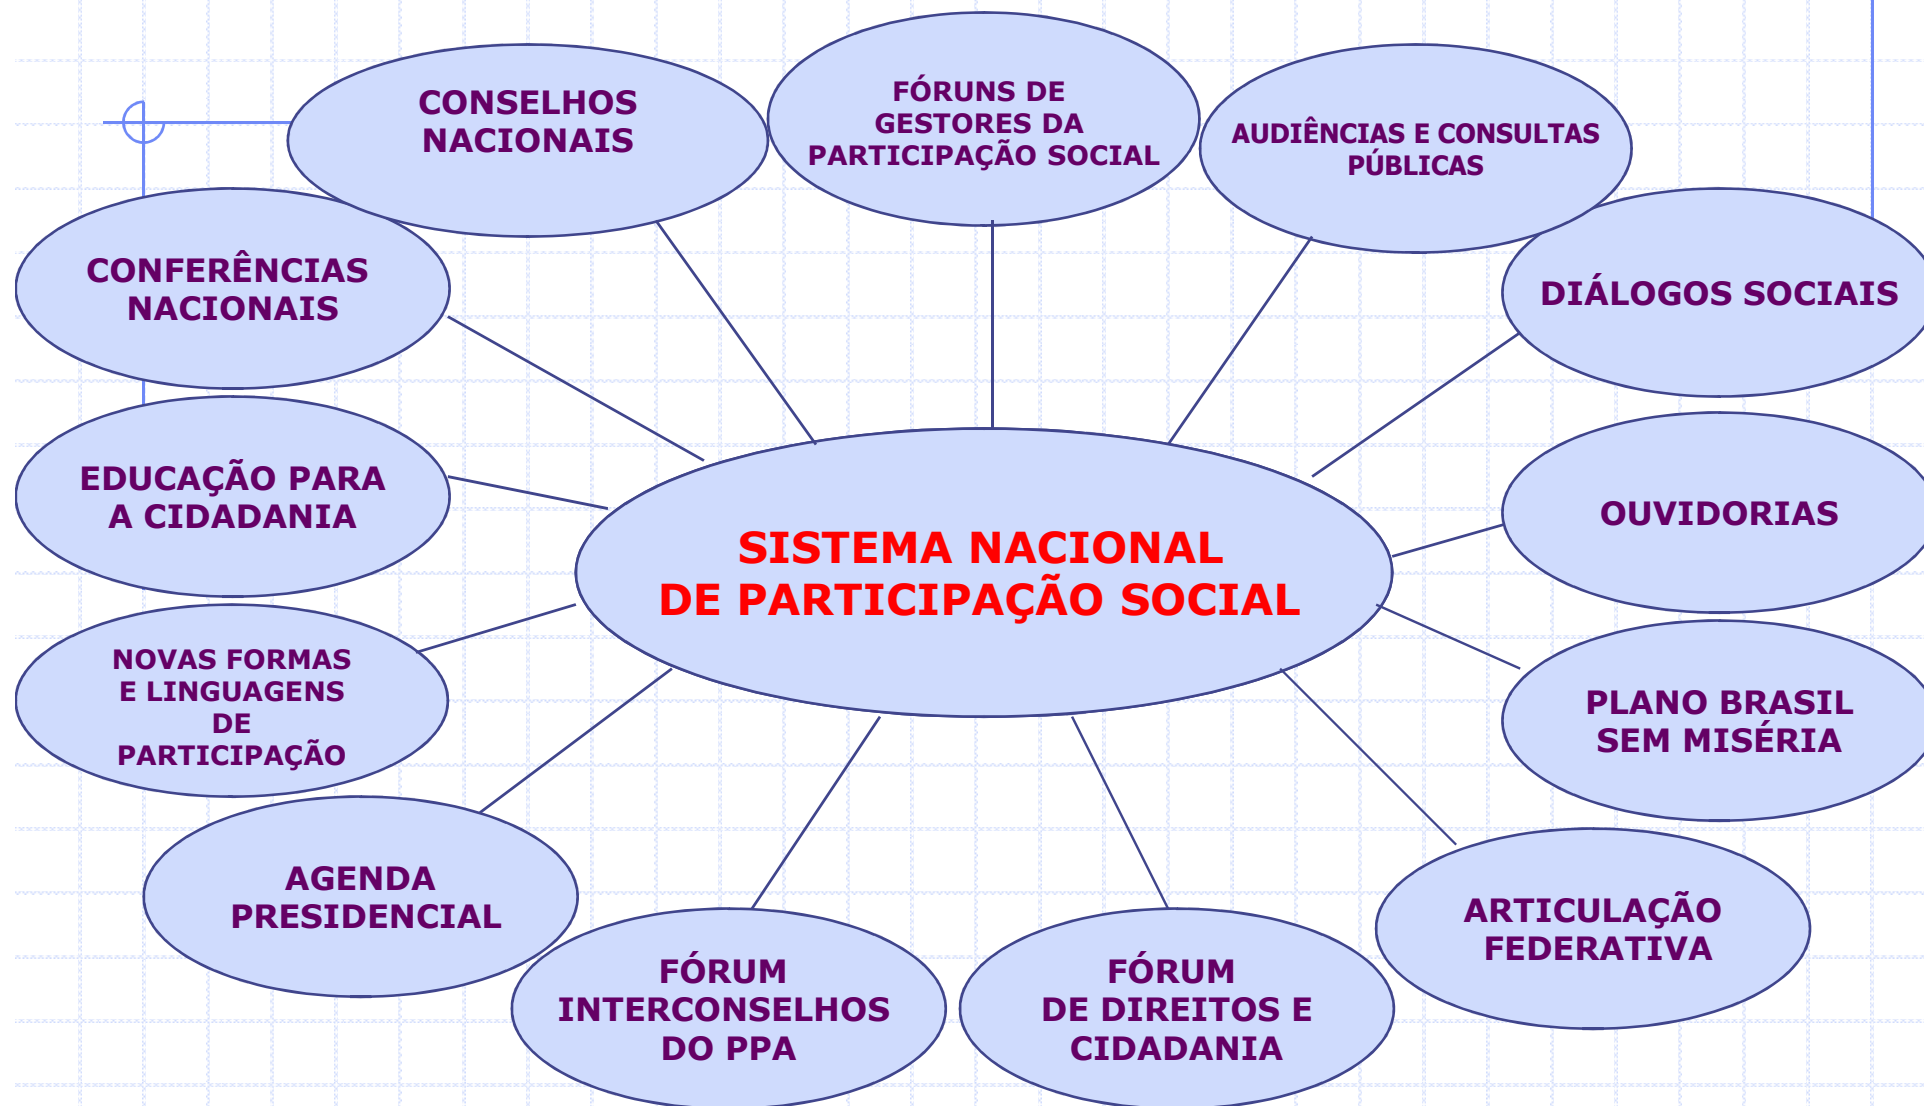 CONSELHOS
NACIONAIS
FÓRUNS DE
GESTORES DA
PARTICIPAÇÃO SOCIAL
AUDIÊNCIAS E CONSULTAS
PÚBLICAS
CONFERÊNCIAS
NACIONAIS
DIÁLOGOS SOCIAIS
EDUCAÇÃO PARA
A CIDADANIA
SISTEMA NACIONAL
DE PARTICIPAÇÃO SOCIAL
OUVIDORIAS
NOVAS FORMAS
E LINGUAGENS
DE
PARTICIPAÇÃO
PLANO BRASIL
SEM MISÉRIA
AGENDA
PRESIDENCIAL
FÓRUM
INTERCONSELHOS
DO PPA
FÓRUM
DE DIREITOS E
CIDADANIA
ARTICULAÇÃO
FEDERATIVA